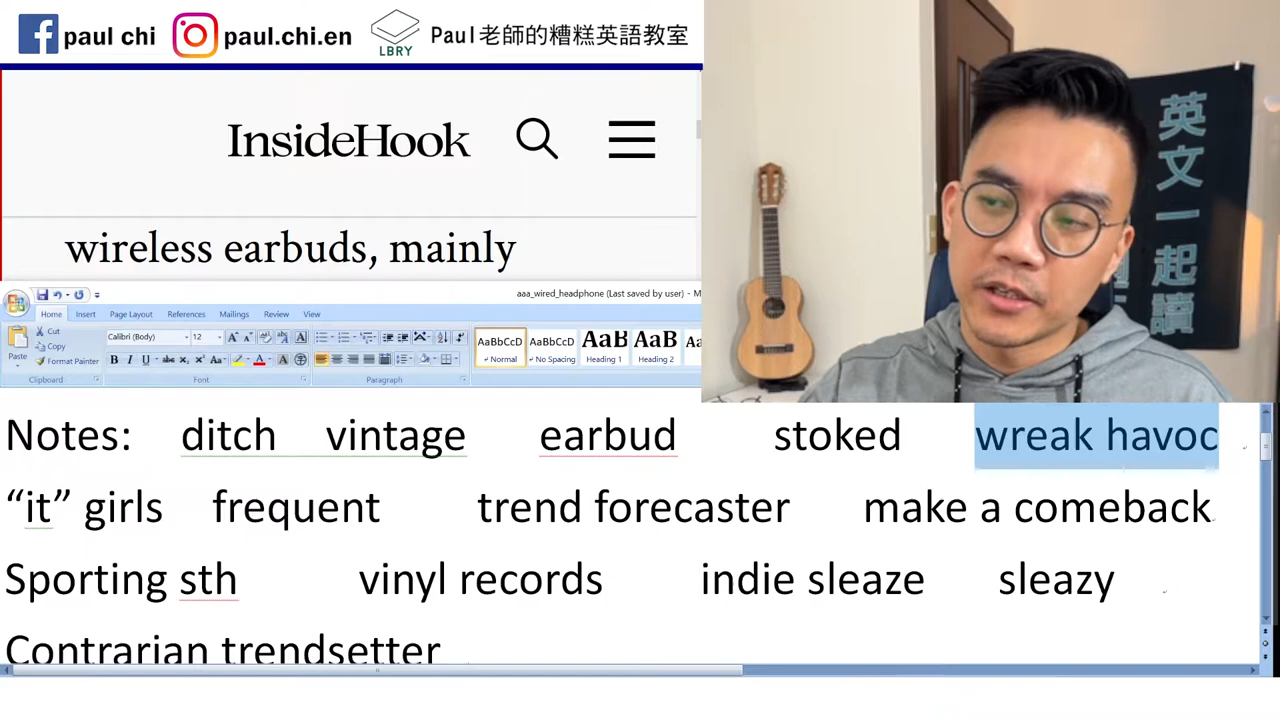 paul chi paul.chi.en LBRY Paul老師的糟糕英語教室
InsideHook
wireless earbuds, mainly
aaa_wired_headphone (Last saved by user) - M
Home Insert Page Layout References Mailings Review View
Paste
Cut
Copy
Format Painter
Calibri (Body) 12
AaBbCcD AaBbCcD AaBb AaB
Normal No Spacing Heading 1 Heading 2
Clipboard Font Paragraph
Notes: ditch vintage earbud stoked wreak havoc
“it” girls frequent trend forecaster make a comeback
Sporting sth vinyl records indie sleaze sleazy
Contrarian trendsetter
英文一起讀